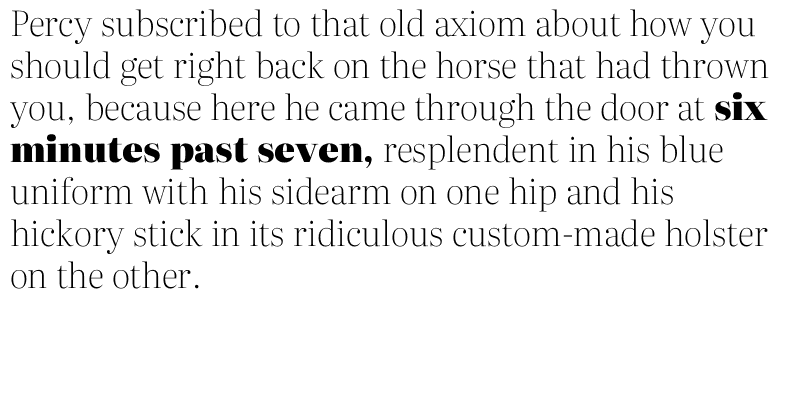 Percy subscribed to that old axiom about how you
should get right back on the horse that had thrown
you, because here he came through the door at six
minutes past seven, resplendent in his blue
uniform with his sidearm on one hip and his
hickory stick in its ridiculous custom-made holster
on the other.